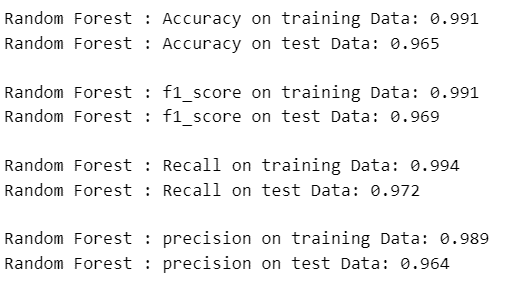 Random Forest : Accuracy on training Data: 0.991
Random Forest : Accuracy on test Data: 0.965
Random Forest : f1_score on training Data: 0.991
Random Forest : f1_score on test Data: 0.969
Random Forest : Recall on training Data: 0.994
Random Forest : Recall on test Data: 0.972
Random Forest : precision on training Data: 0.989
Random Forest : precision on test Data: 0.964